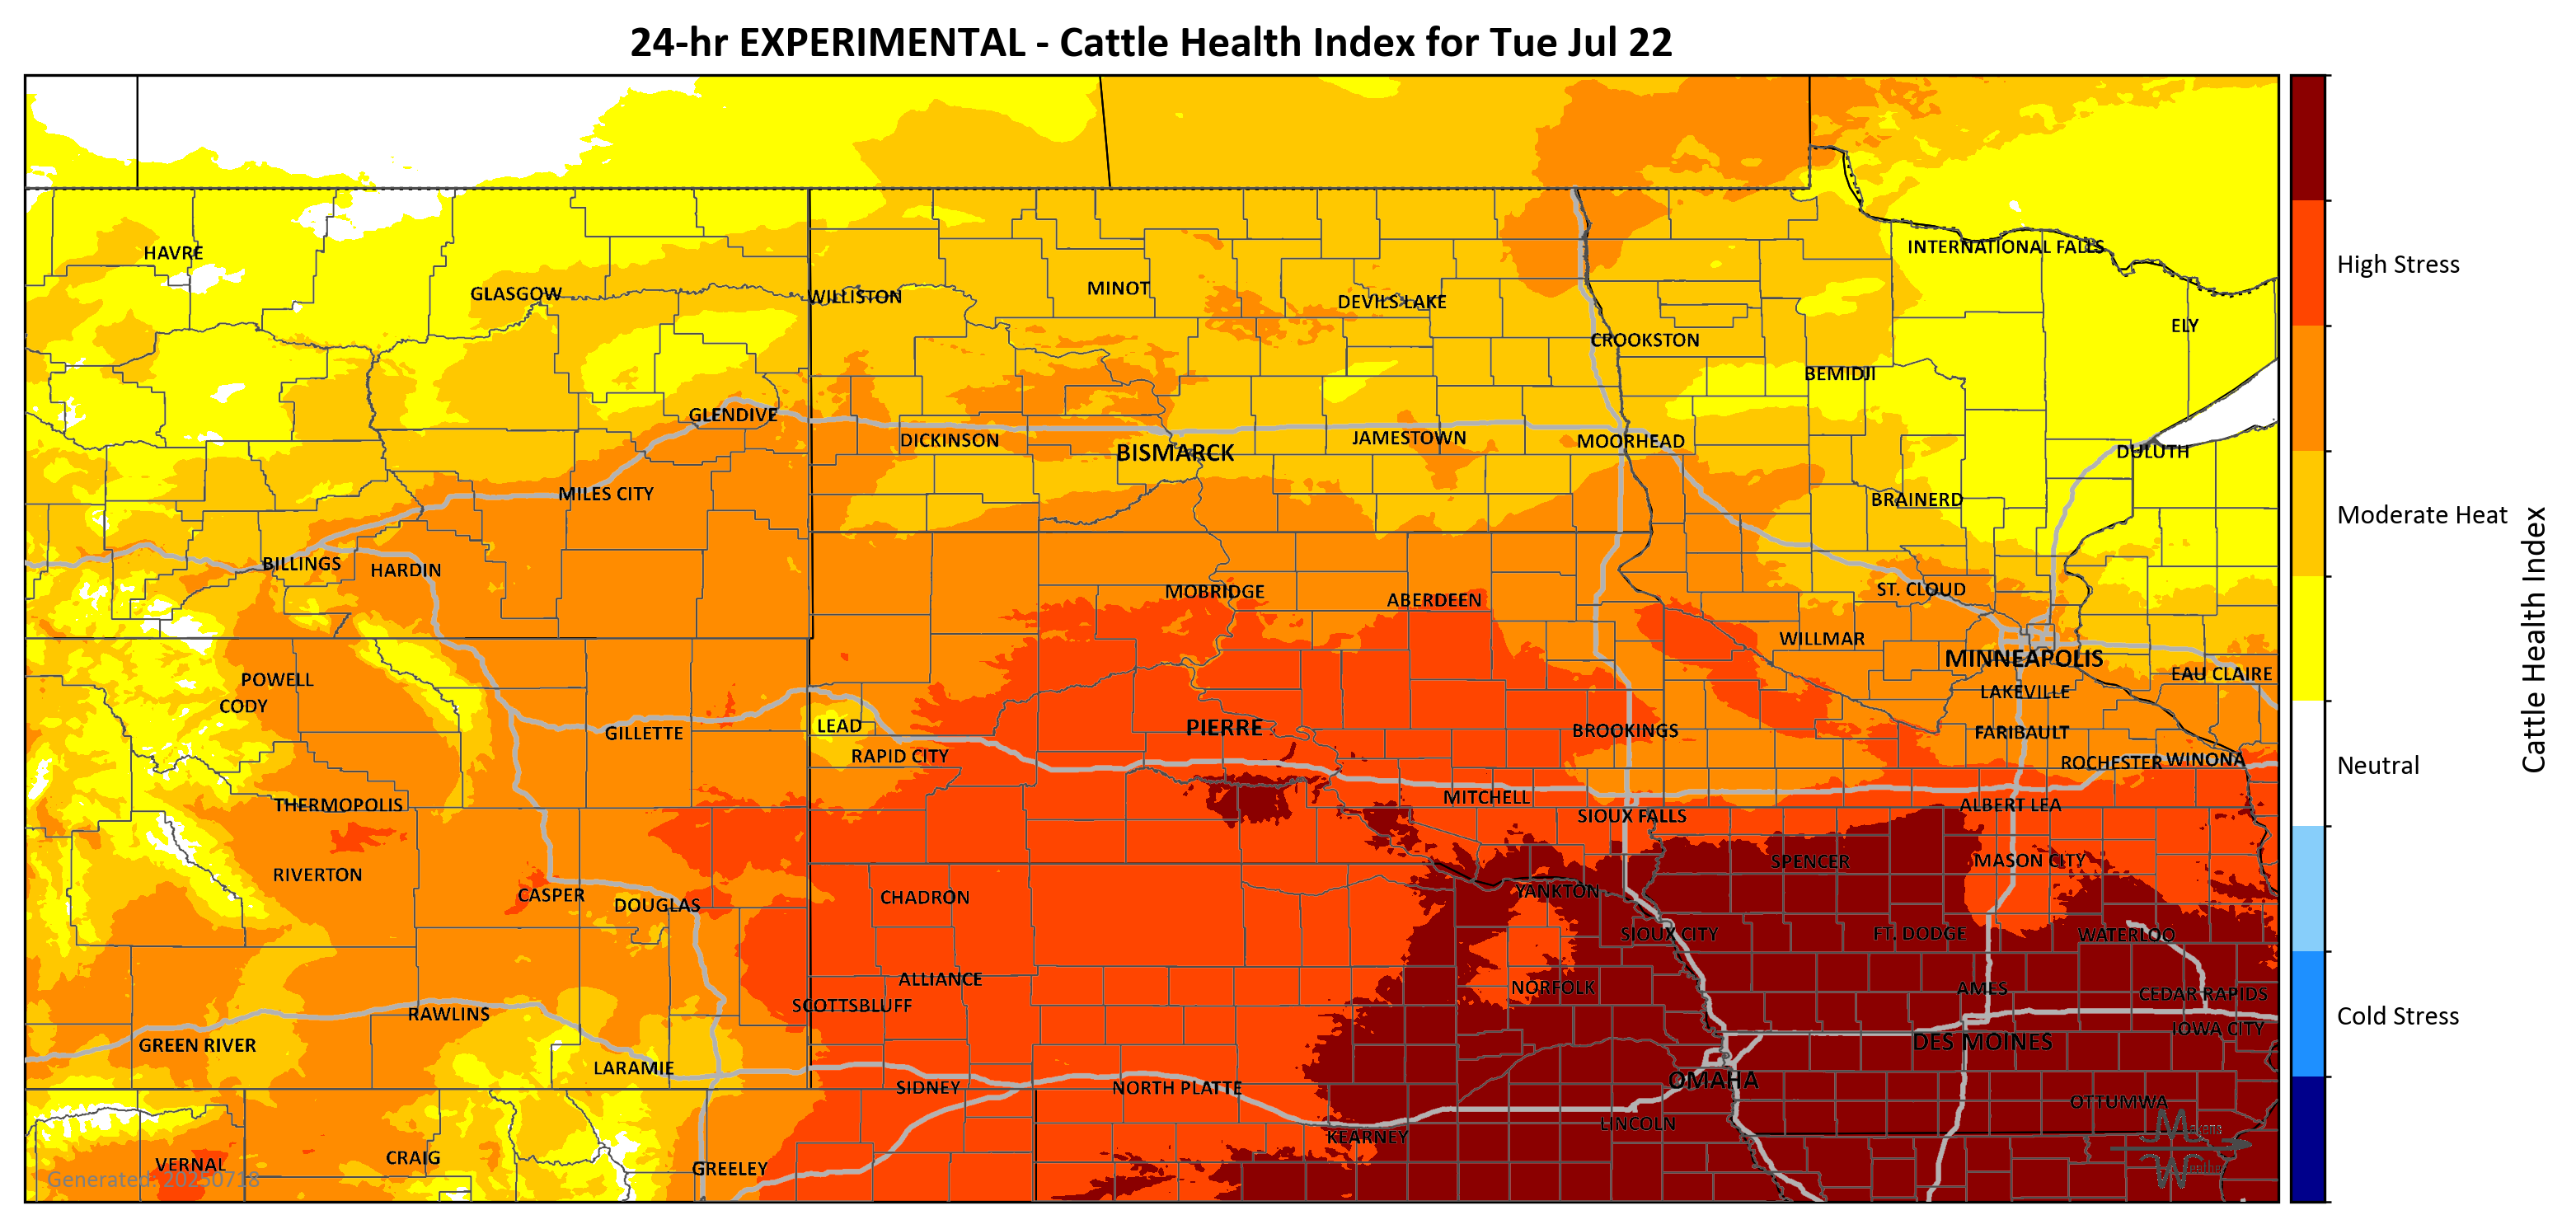 24-hr EXPERIMENTAL - Cattle Health Index for Tue Jul 22
HAVRE
INTERNATIONAL FALLS
High Stress
GLASGOW
WILLISTON
MINOT
DEVILS LAKE
ELY
CROOKSTON
BEMIDJI
GLENDIVE
DICKINSON
BISMARCK
JAMESTOWN
MOORHEAD
DULUTH
MILES CITY
BRAINERD
Moderate Heat
BILLINGS
HARDIN
MOBRIDGE
ABERDEEN
ST. CLOUD
WILLMAR
MINNEAPOLIS
POWELL
EAU CLAIRE
CODY
LAKEVILLE
Cattle Health Index
GILLETTE
LEAD
PIERRE
BROOKINGS
FARIBAULT
RAPID CITY
ROCHESTER
WINONA
Neutral
THERMOPOLIS
MITCHELL
ALBERT LEA
SIOUX FALLS
RIVERTON
SPENCER
MASON CITY
CASPER
DOUGLAS
CHADRON
YANKTON
SIOUX CITY
FT. DODGE
WATERLOO
ALLIANCE
NORFOLK
AMES
CEDAR RAPIDS
SCOTTSBLUFF
RAWLINS
Cold Stress
GREEN RIVER
IOWA CITY
DES MOINES
LARAMIE
SIDNEY
NORTH PLATTE
OMAHA
OTTUMWA
LINCOLN
KEARNEY
VERNAL
CRAIG
GREELEY
Generated: 20250718